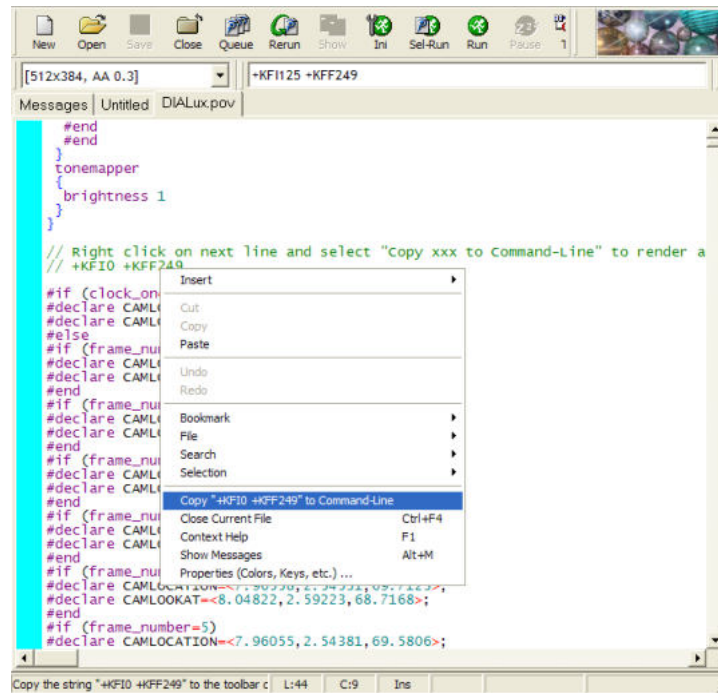 New Open Save Close Queue Rerun Show Ini Sel-Run Run Pause
[512x384, AA 0.3] +KFI125 +KFF249
Messages Untitled DIALux.pov
#end
#end
}
tonemapper
{
brightness 1
}
}
// Right click on next line and select "Copy xxx to Command-Line" to render a
// +KFI0 +KFF249
#if (clock_on
#declare CAML
#declare CAML
#else
#if (frame_nu
#declare CAML
#declare CAML
#end
#if (frame_nu
#declare CAML
#declare CAML
#end
#if (frame_nu
#declare CAML
#declare CAML
#end
#if (frame_nu
#declare CAML
#declare CAML
#end
#if (frame_nu
#declare CAMLOCATION
#declare CAMLOOKAT=<8.04822,2.59223,68.7168>;
#end
#if (frame_number=5)
#declare CAMLOCATION=<7.96055,2.54381,69.5806>;
Insert
Cut
Copy
Paste
Undo
Redo
Bookmark
File
Search
Selection
Copy "+KFI0 +KFF249" to Command-Line
Close Current File Ctrl+F4
Context Help F1
Show Messages Alt+M
Properties (Colors, Keys, etc.) ...
Copy the string "+KFI0 +KFF249" to the toolbar c L:44 C:9 Ins